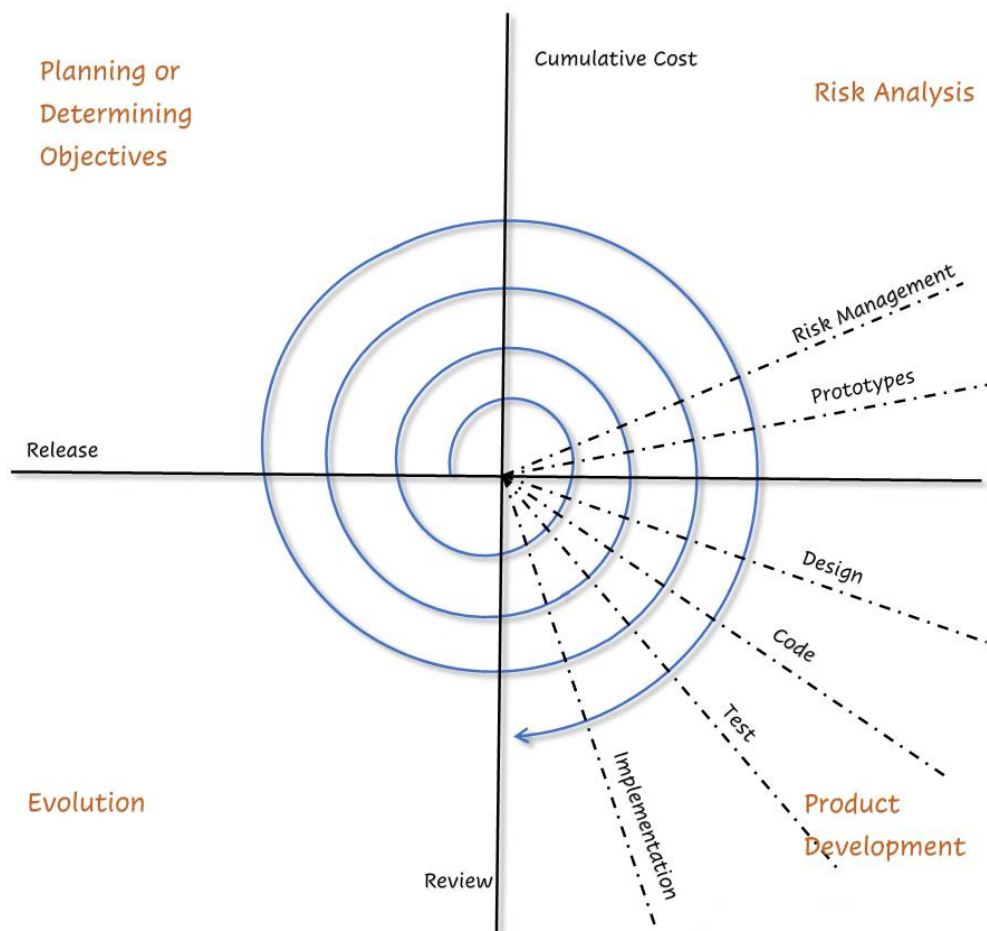 Planning or
Determining
Objectives
Cumulative Cost
Risk Analysis
Risk Management
Prototypes
Release
Design
Code
Test
Implementation
Evolution
Product
Development
Review